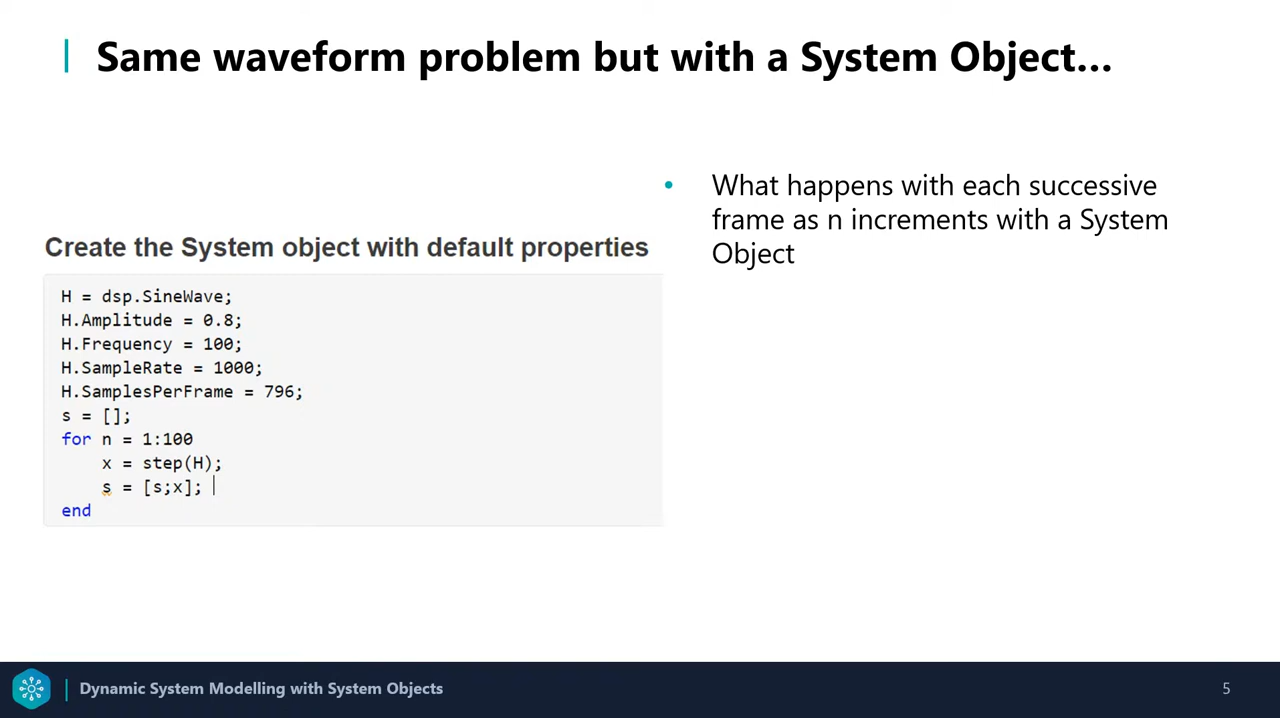 Same waveform problem but with a System Object...
Create the System object with default properties
H = dsp.SineWave;
H.Amplitude = 0.8;
H.Frequency = 100;
H.SampleRate = 1000;
H.SamplesPerFrame = 796;
s = [];
for n = 1:100
    x = step(H);
    s = [s;x];
end
• What happens with each successive
frame as n increments with a System
Object
Dynamic System Modelling with System Objects
5